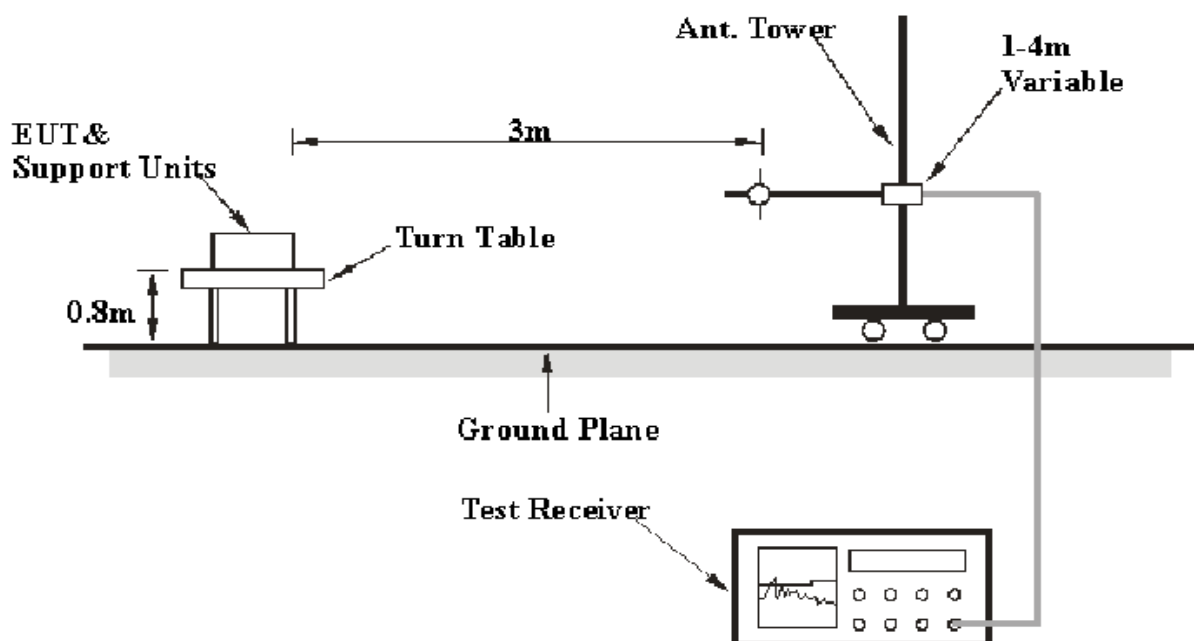 Ant. Tower
1-4m
Variable
3m
EUT&
Support Units
Turn Table
0.8m
Ground Plane
Test Receiver